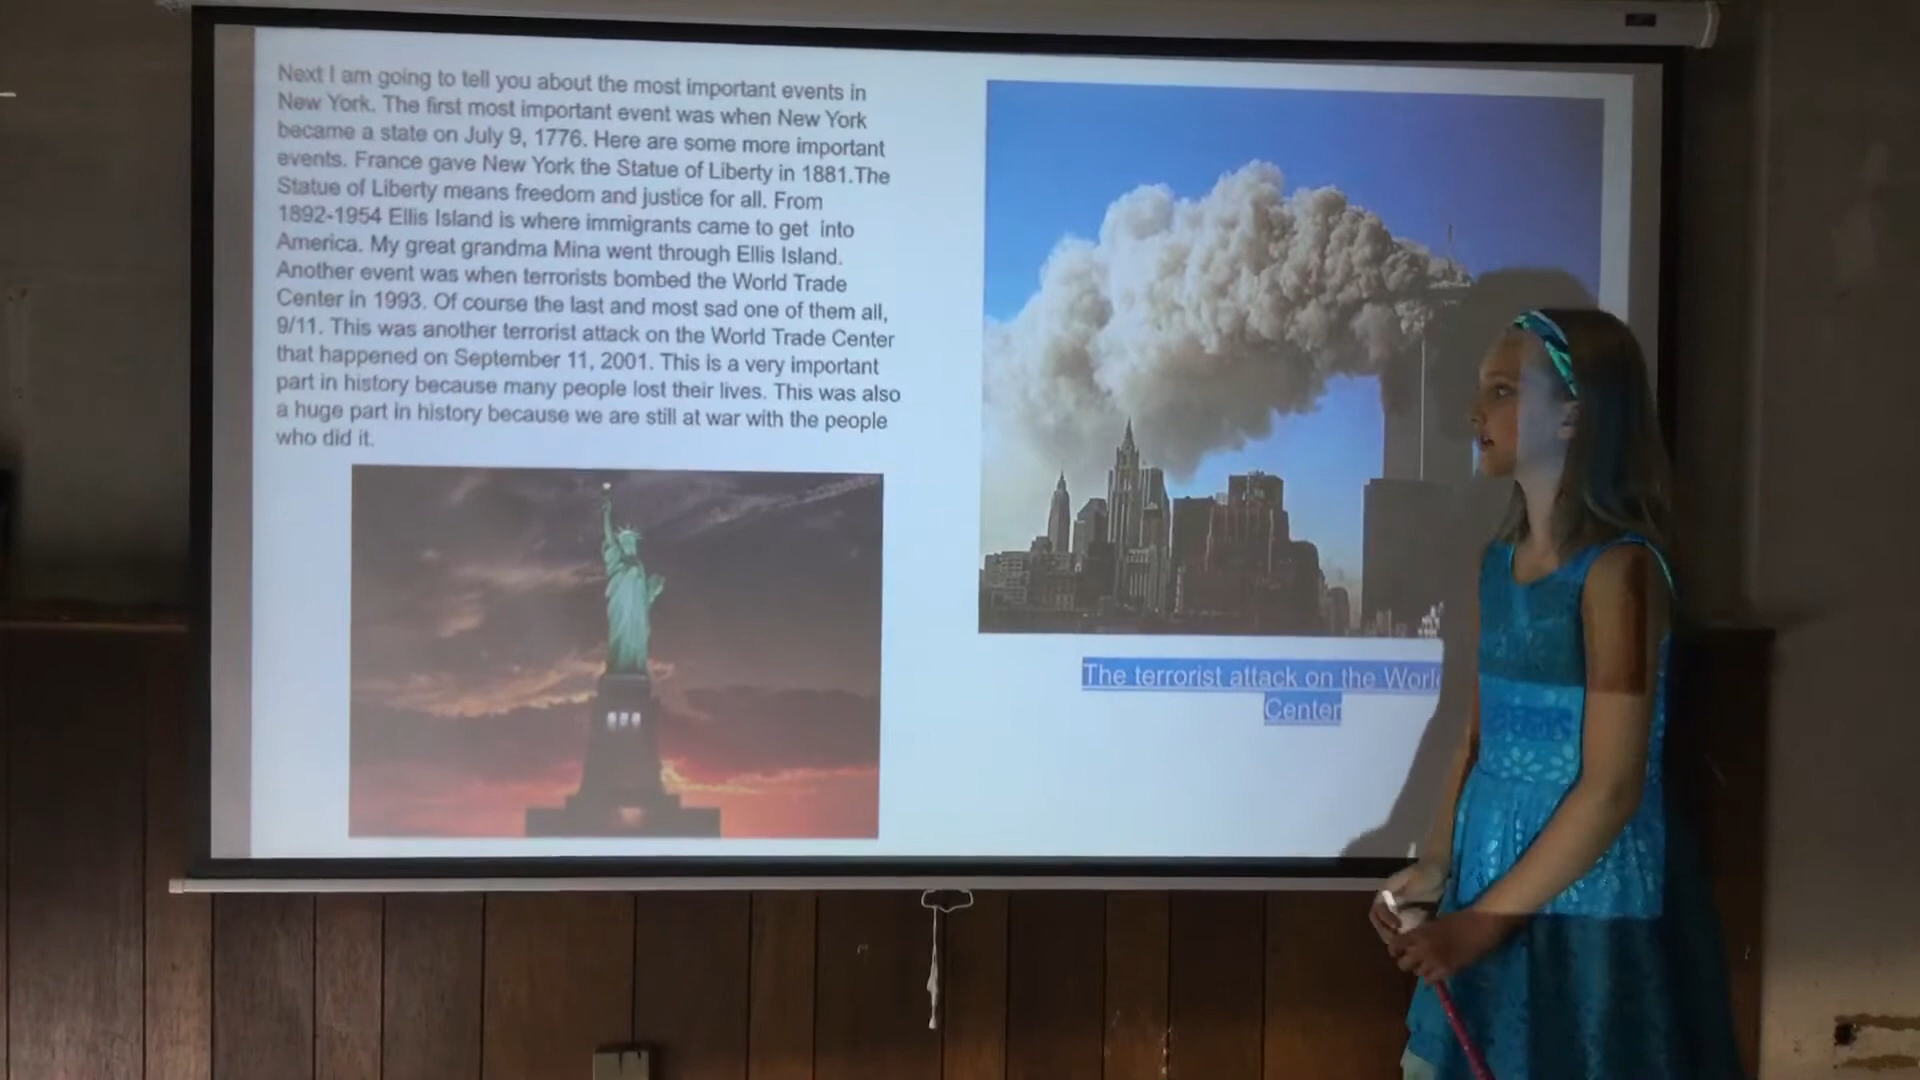 Next I am going to tell you about the most important events in
New York. The first most important event was when New York
became a state on July 9, 1776. Here are some more important
events. France gave New York the Statue of Liberty in 1881.The
Statue of Liberty means freedom and justice for all. From
1892-1954 Ellis Island is where immigrants came to get into
America. My great grandma Mina went through Ellis Island.
Another event was when terrorists bombed the World Trade
Center in 1993. Of course the last and most sad one of them all,
9/11. This was another terrorist attack on the World Trade Center
that happened on September 11, 2001. This is a very important
part in history because many people lost their lives. This was also
a huge part in history because we are still at war with the people
who did it.
The terrorist attack on the
Center